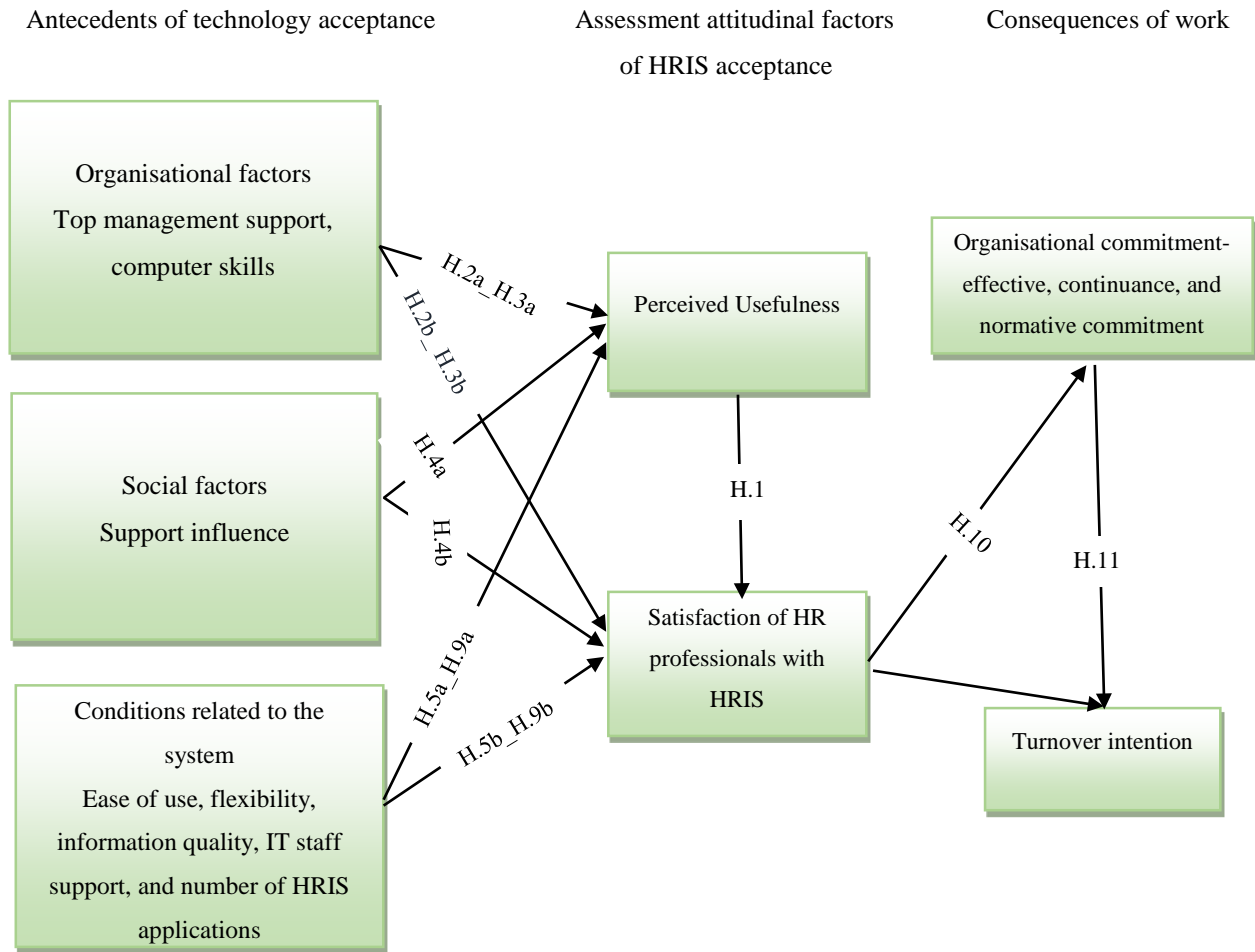 Antecedents of technology acceptance
Assessment attitudinal factors
of HRIS acceptance
Consequences of work
Organisational factors
Top management support,
computer skills
Social factors
Support influence
Conditions related to the
system
Ease of use, flexibility,
information quality, IT staff
support, and number of HRIS
applications
H.2a_H.3a
H.2b_ H.3b
H.4a
H.4b
H.5a_H.9a
H.5b_H.9b
Perceived Usefulness
H.1
Satisfaction of HR
professionals with
HRIS
H.10
H.11
Organisational commitment-
effective, continuance, and
normative commitment
Turnover intention